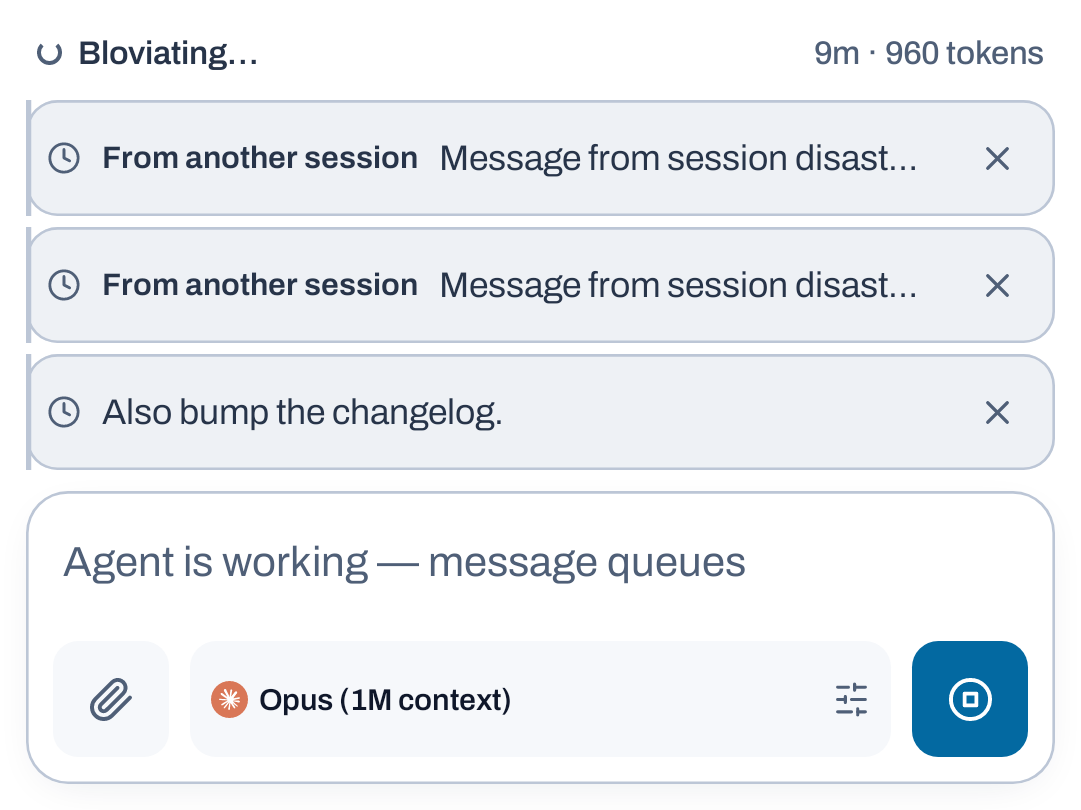 Bloviating... 9m · 960 tokens
From another session Message from session disast...
From another session Message from session disast...
Also bump the changelog.
Agent is working — message queues
Opus (1M context)